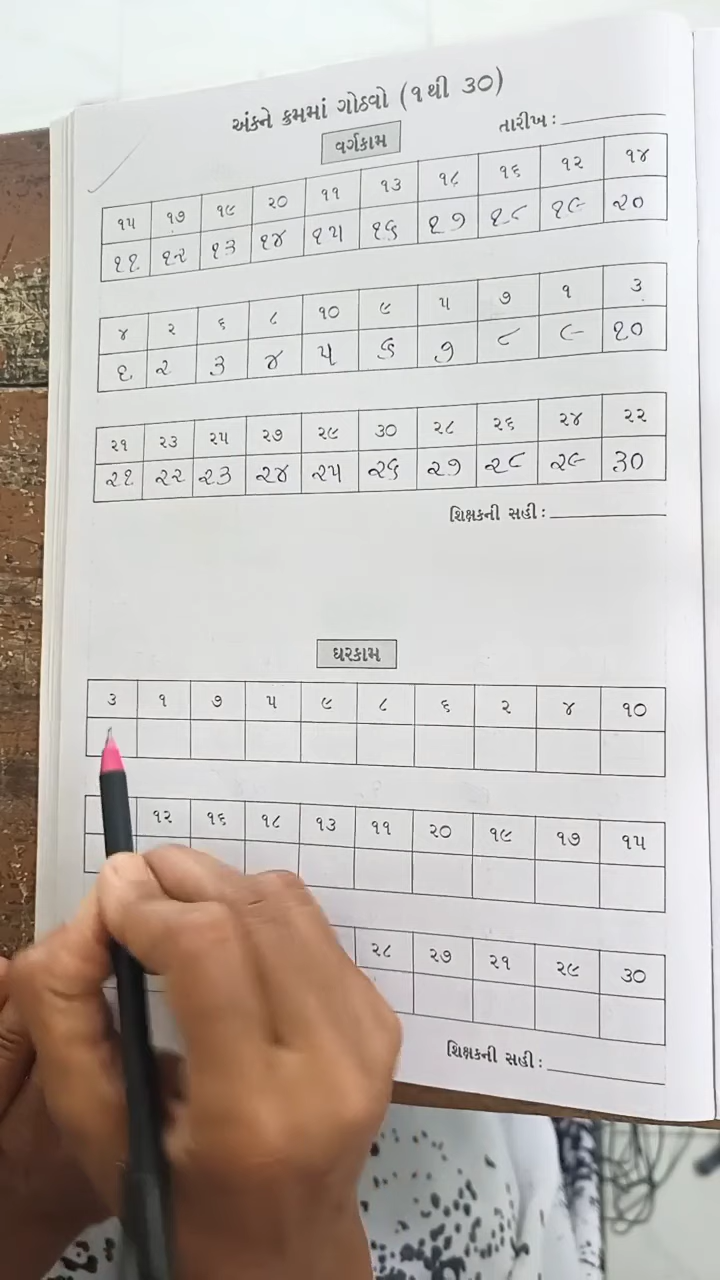 અંકને ક્રમમાં ગોઠવો (૧થી ૩૦)
વર્ગકામ
તારીખ :
૧૫ ૧૭ ૧૯ ૨૦ ૧૧ ૧૩ ૧૮ ૧૬ ૧૨ ૧૪
૧૧ ૧૨ ૧૩ ૧૪ ૧૫ ૧૬ ૧૭ ૧૮ ૧૯ ૨૦
૪ ૨ ૬ ૮ ૧૦ ૯ ૫ ૭ ૧ ૩
૧ ૨ ૩ ૪ ૫ ૬ ૭ ૮ ૯ ૧૦
૨૧ ૨૩ ૨૫ ૨૭ ૨૯ ૩૦ ૨૮ ૨૬ ૨૪ ૨૨
૨૧ ૨૨ ૨૩ ૨૪ ૨૫ ૨૬ ૨૭ ૨૮ ૨૯ ૩૦
શિક્ષકની સહી :
ઘરકામ
૩ ૧ ૭ ૫ ૯ ૮ ૬ ૨ ૪ ૧૦
૧૨ ૧૬ ૧૮ ૧૩ ૧૧ ૨૦ ૧૯ ૧૭ ૧૫
૨૮ ૨૭ ૨૧ ૨૯ ૩૦
શિક્ષકની સહી :